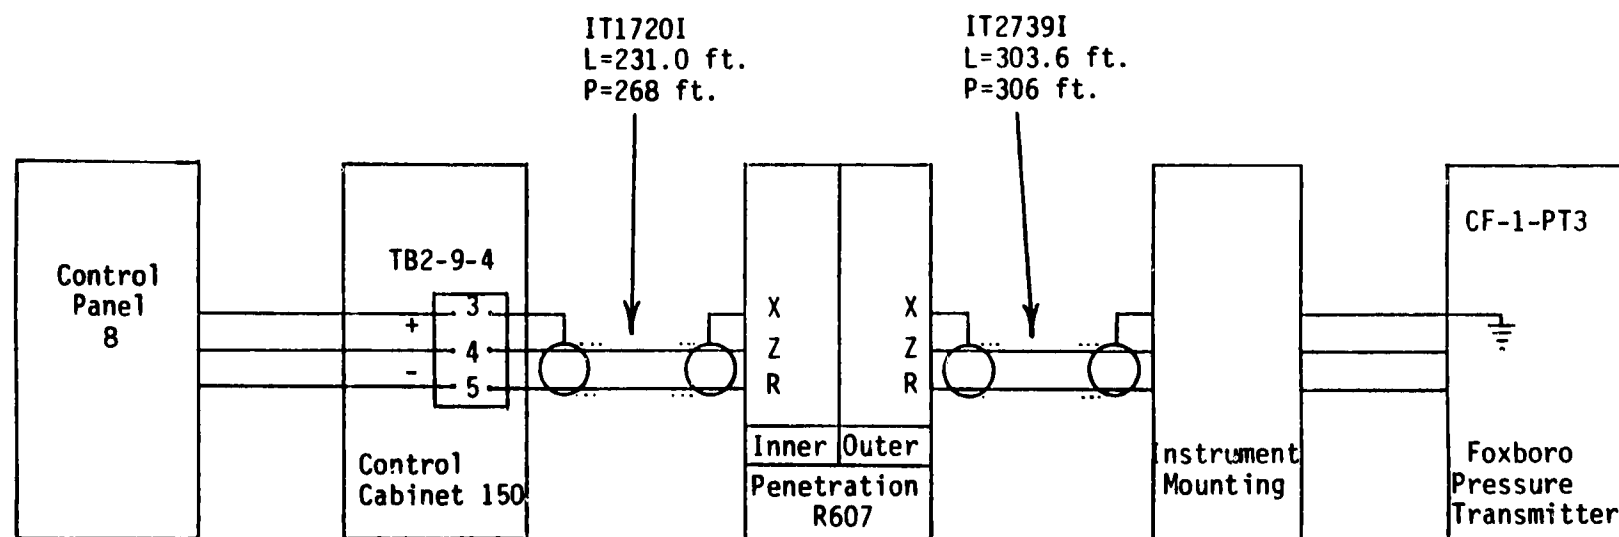 IT1720I
L=231.0 ft.
P=268 ft.
IT2739I
L=303.6 ft.
P=306 ft.
Control
Panel
8
TB2-9-4
+
-
3
4
5
Control
Cabinet 150
X
Z
R
X
Z
R
Inner
Outer
Penetration
R607
Instrument
Mounting
CF-1-PT3
Foxboro
Pressure
Transmitter